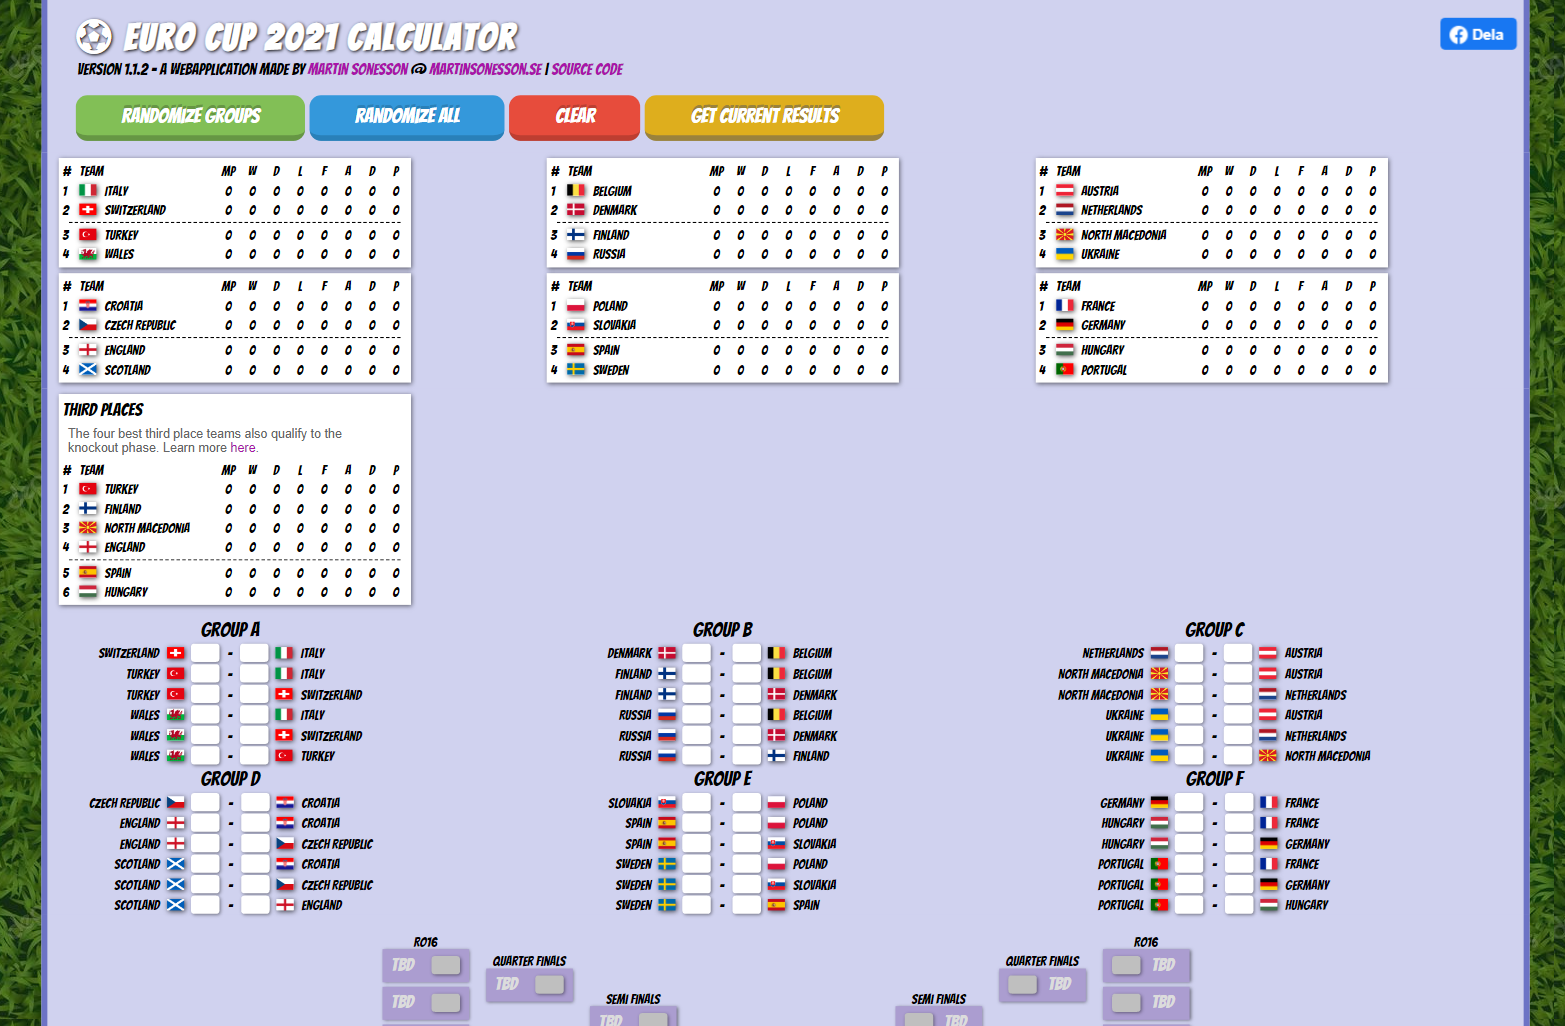 EURO CUP 2021 CALCULATOR
Dela
VERSION 1.1.2 - A WEBAPPLICATION MADE BY MARTIN SONESSON @ MARTINSONESSON.SE | SOURCE CODE
RANDOMIZE GROUPS RANDOMIZE ALL CLEAR GET CURRENT RESULTS
# TEAM MP W D L F A D P
1 ITALY 0 0 0 0 0 0 0 0
2 SWITZERLAND 0 0 0 0 0 0 0 0
3 TURKEY 0 0 0 0 0 0 0 0
4 WALES 0 0 0 0 0 0 0 0
# TEAM MP W D L F A D P
1 BELGIUM 0 0 0 0 0 0 0 0
2 DENMARK 0 0 0 0 0 0 0 0
3 FINLAND 0 0 0 0 0 0 0 0
4 RUSSIA 0 0 0 0 0 0 0 0
# TEAM MP W D L F A D P
1 AUSTRIA 0 0 0 0 0 0 0 0
2 NETHERLANDS 0 0 0 0 0 0 0 0
3 NORTH MACEDONIA 0 0 0 0 0 0 0 0
4 UKRAINE 0 0 0 0 0 0 0 0
# TEAM MP W D L F A D P
1 CROATIA 0 0 0 0 0 0 0 0
2 CZECH REPUBLIC 0 0 0 0 0 0 0 0
3 ENGLAND 0 0 0 0 0 0 0 0
4 SCOTLAND 0 0 0 0 0 0 0 0
# TEAM MP W D L F A D P
1 POLAND 0 0 0 0 0 0 0 0
2 SLOVAKIA 0 0 0 0 0 0 0 0
3 SPAIN 0 0 0 0 0 0 0 0
4 SWEDEN 0 0 0 0 0 0 0 0
# TEAM MP W D L F A D P
1 FRANCE 0 0 0 0 0 0 0 0
2 GERMANY 0 0 0 0 0 0 0 0
3 HUNGARY 0 0 0 0 0 0 0 0
4 PORTUGAL 0 0 0 0 0 0 0 0
THIRD PLACES
The four best third place teams also qualify to the
knockout phase. Learn more here.
# TEAM MP W D L F A D P
1 TURKEY 0 0 0 0 0 0 0 0
2 FINLAND 0 0 0 0 0 0 0 0
3 NORTH MACEDONIA 0 0 0 0 0 0 0 0
4 ENGLAND 0 0 0 0 0 0 0 0
5 SPAIN 0 0 0 0 0 0 0 0
6 HUNGARY 0 0 0 0 0 0 0 0
GROUP A
SWITZERLAND - ITALY
TURKEY - ITALY
TURKEY - SWITZERLAND
WALES - ITALY
WALES - SWITZERLAND
WALES - TURKEY
GROUP B
DENMARK - BELGIUM
FINLAND - BELGIUM
FINLAND - DENMARK
RUSSIA - BELGIUM
RUSSIA - DENMARK
RUSSIA - FINLAND
GROUP C
NETHERLANDS - AUSTRIA
NORTH MACEDONIA - AUSTRIA
NORTH MACEDONIA - NETHERLANDS
UKRAINE - AUSTRIA
UKRAINE - NETHERLANDS
UKRAINE - NORTH MACEDONIA
GROUP D
CZECH REPUBLIC - CROATIA
ENGLAND - CROATIA
ENGLAND - CZECH REPUBLIC
SCOTLAND - CROATIA
SCOTLAND - CZECH REPUBLIC
SCOTLAND - ENGLAND
GROUP E
SLOVAKIA - POLAND
SPAIN - POLAND
SPAIN - SLOVAKIA
SWEDEN - POLAND
SWEDEN - SLOVAKIA
SWEDEN - SPAIN
GROUP F
GERMANY - FRANCE
HUNGARY - FRANCE
HUNGARY - GERMANY
PORTUGAL - FRANCE
PORTUGAL - GERMANY
PORTUGAL - HUNGARY
RO16
TBD
TBD
QUARTER FINALS
TBD
SEMI FINALS
TBD
SEMI FINALS
TBD
QUARTER FINALS
TBD
RO16
TBD
TBD